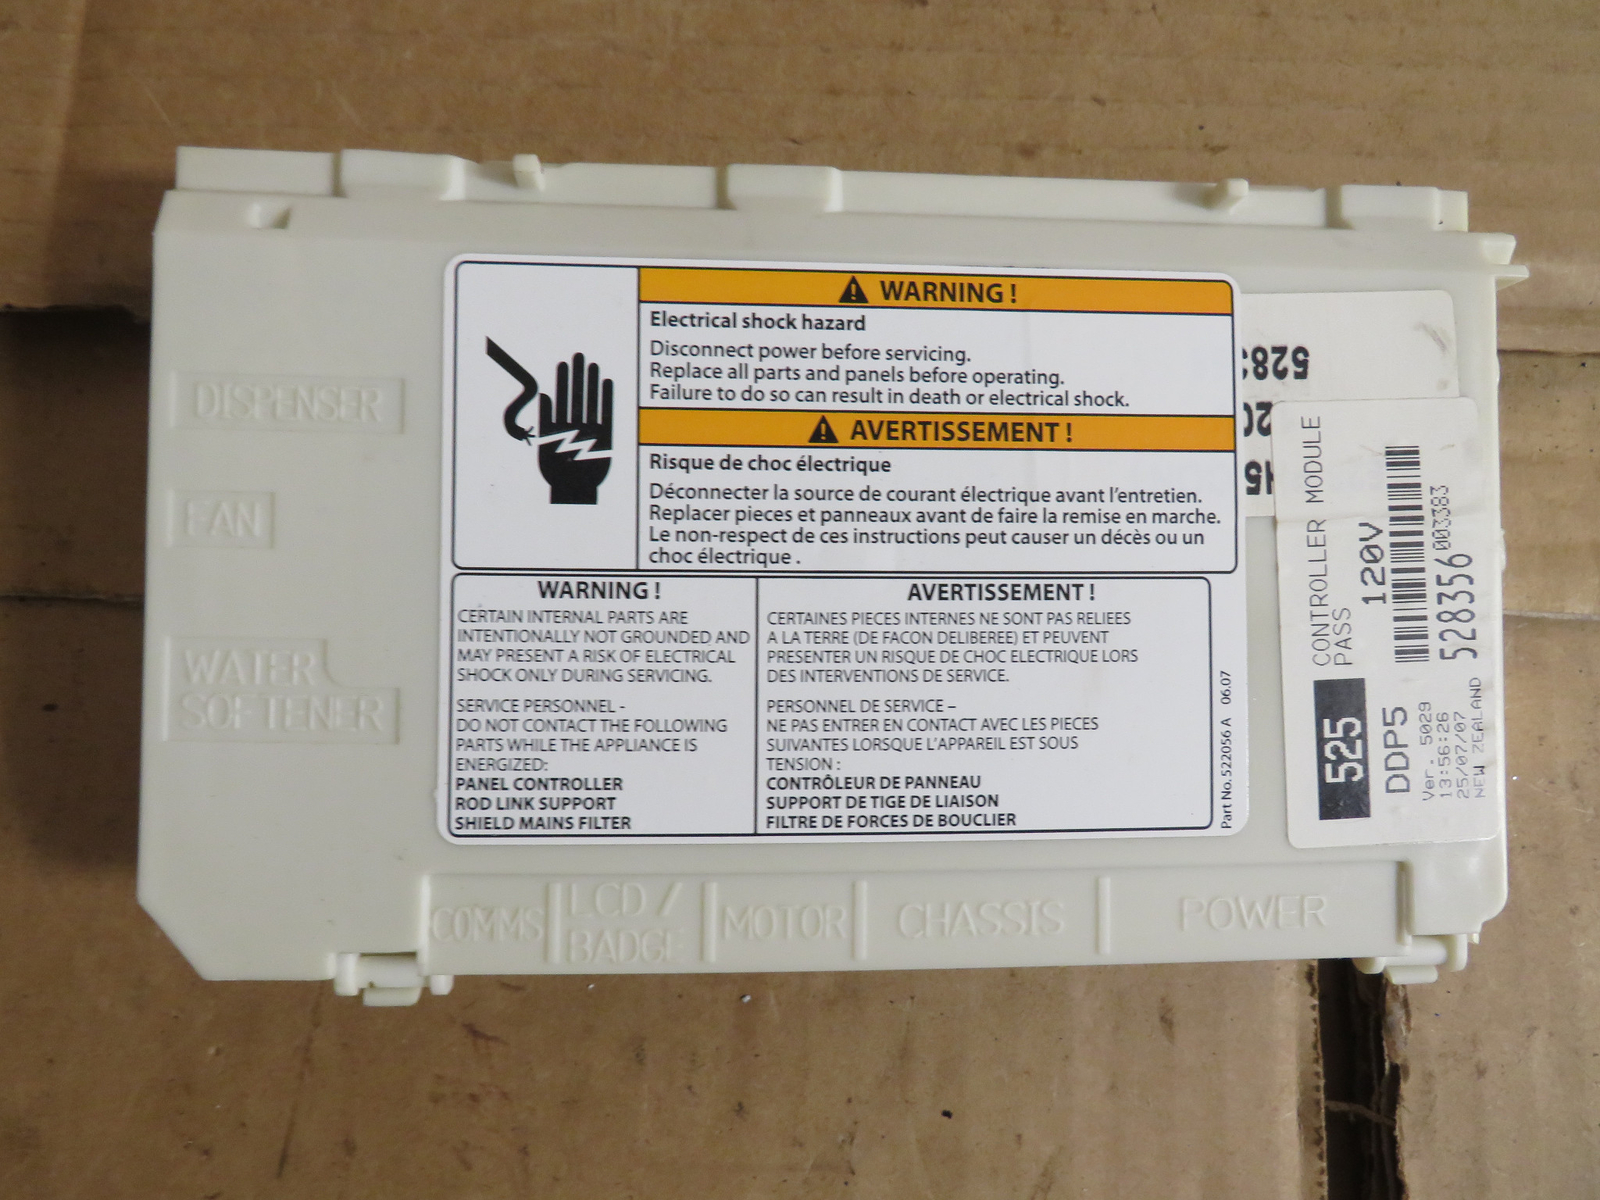 DISPENSER
FAN
WATER
SOFTENER
WARNING !
Electrical shock hazard
Disconnect power before servicing.
Replace all parts and panels before operating.
Failure to do so can result in death or electrical shock.
AVERTISSEMENT !
Risque de choc électrique
Déconnecter la source de courant électrique avant l'entretien.
Replacer pieces et panneaux avant de faire la remise en marche.
Le non-respect de ces instructions peut causer un décès ou un
choc électrique .
WARNING !
CERTAIN INTERNAL PARTS ARE
INTENTIONALLY NOT GROUNDED AND
MAY PRESENT A RISK OF ELECTRICAL
SHOCK ONLY DURING SERVICING.
SERVICE PERSONNEL -
DO NOT CONTACT THE FOLLOWING
PARTS WHILE THE APPLIANCE IS
ENERGIZED:
PANEL CONTROLLER
ROD LINK SUPPORT
SHIELD MAINS FILTER
AVERTISSEMENT !
CERTAINES PIECES INTERNES NE SONT PAS RELIEES
A LA TERRE (DE FACON DELIBEREE) ET PEUVENT
PRESENTER UN RISQUE DE CHOC ELECTRIQUE LORS
DES INTERVENTIONS DE SERVICE.
PERSONNEL DE SERVICE –
NE PAS ENTRER EN CONTACT AVEC LES PIECES
SUIVANTES LORSQUE L'APPAREIL EST SOUS
TENSION :
CONTRÔLEUR DE PANNEAU
SUPPORT DE TIGE DE LIAISON
FILTRE DE FORCES DE BOUCLIER
Part No. 522056 A 06.07
525
CONTROLLER MODULE
PASS
DDP5
120V
Ver. 5029
13:56:26
25/07/07
NEW ZEALAND
528356
003383
COMMS
LCD /
BADGE
MOTOR
CHASSIS
POWER